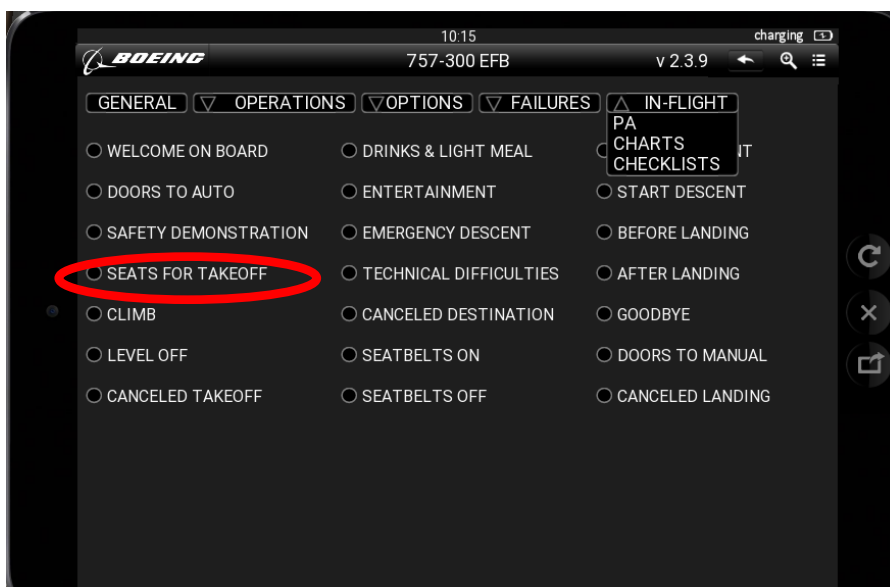 10:15 charging
BOEING 757-300 EFB v 2.3.9
GENERAL OPERATIONS OPTIONS FAILURES IN-FLIGHT
PA
CHARTS
CHECKLISTS
WELCOME ON BOARD DRINKS & LIGHT MEAL
DOORS TO AUTO ENTERTAINMENT START DESCENT
SAFETY DEMONSTRATION EMERGENCY DESCENT BEFORE LANDING
SEATS FOR TAKEOFF TECHNICAL DIFFICULTIES AFTER LANDING
CLIMB CANCELED DESTINATION GOODBYE
LEVEL OFF SEATBELTS ON DOORS TO MANUAL
CANCELED TAKEOFF SEATBELTS OFF CANCELED LANDING